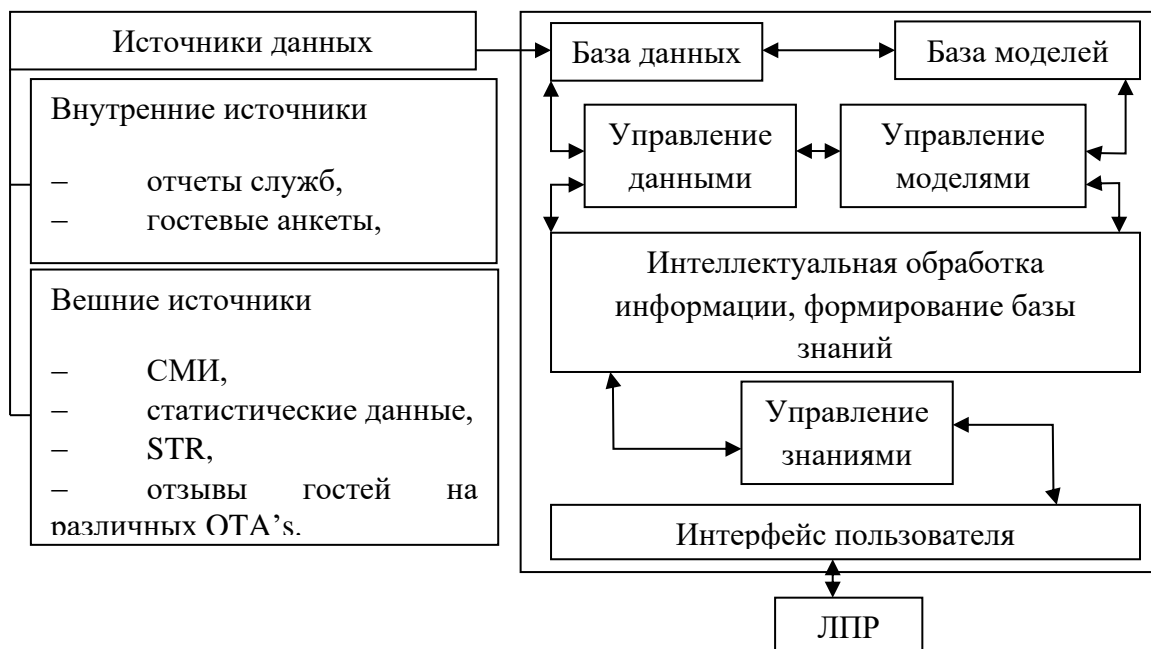 Источники данных
Внутренние источники
– отчеты служб,
– гостевые анкеты,
Вешние источники
– СМИ,
– статистические данные,
– STR,
– отзывы гостей на
различных OTA’s.
База данных
База моделей
Управление
данными
Управление
моделями
Интеллектуальная обработка
информации, формирование базы
знаний
Управление
знаниями
Интерфейс пользователя
ЛПР